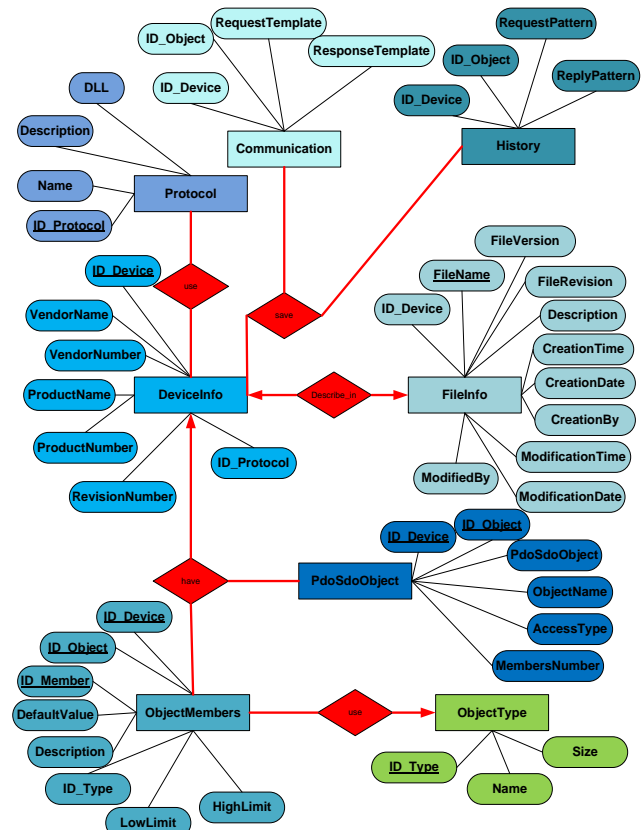 RequestTemplate
ID_Object
ResponseTemplate
ID_Device
Communication
RequestPattern
ID_Object
ReplyPattern
ID_Device
History
DLL
Description
Name
Protocol
ID_Protocol
use
save
ID_Device
VendorName
VendorNumber
ProductName
DeviceInfo
ProductNumber
ID_Protocol
RevisionNumber
Describe_in
FileVersion
FileName
FileRevision
ID_Device
Description
CreationTime
CreationDate
FileInfo
CreationBy
ModificationTime
ModifiedBy
ModificationDate
have
ID_Object
ID_Device
PdoSdoObject
PdoSdoObject
ObjectName
AccessType
MembersNumber
ID_Device
ID_Object
ID_Member
DefaultValue
ObjectMembers
Description
ID_Type
HighLimit
LowLimit
use
ObjectType
Size
ID_Type
Name